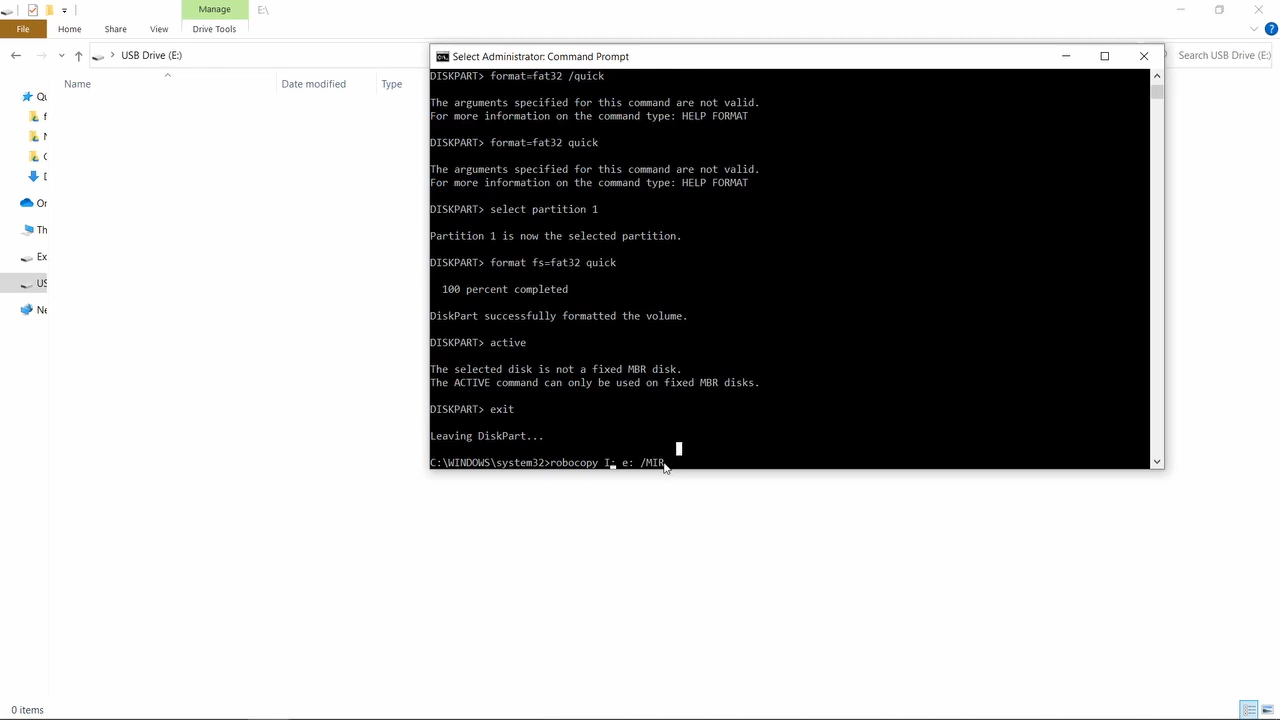 Manage
E:\
File
Home
Share
View
Drive Tools
USB Drive (E:)
Search USB Drive (E:)
Name
Date modified
Type
Qu
f
N
On
Th
Ex
US
Ne
Select Administrator: Command Prompt
DISKPART> format=fat32 /quick
The arguments specified for this command are not valid.
For more information on the command type: HELP FORMAT
DISKPART> format=fat32 quick
The arguments specified for this command are not valid.
For more information on the command type: HELP FORMAT
DISKPART> select partition 1
Partition 1 is now the selected partition.
DISKPART> format fs=fat32 quick
100 percent completed
DiskPart successfully formatted the volume.
DISKPART> active
The selected disk is not a fixed MBR disk.
The ACTIVE command can only be used on fixed MBR disks.
DISKPART> exit
Leaving DiskPart...
C:\WINDOWS\system32>robocopy I: e: /MIR
0 items